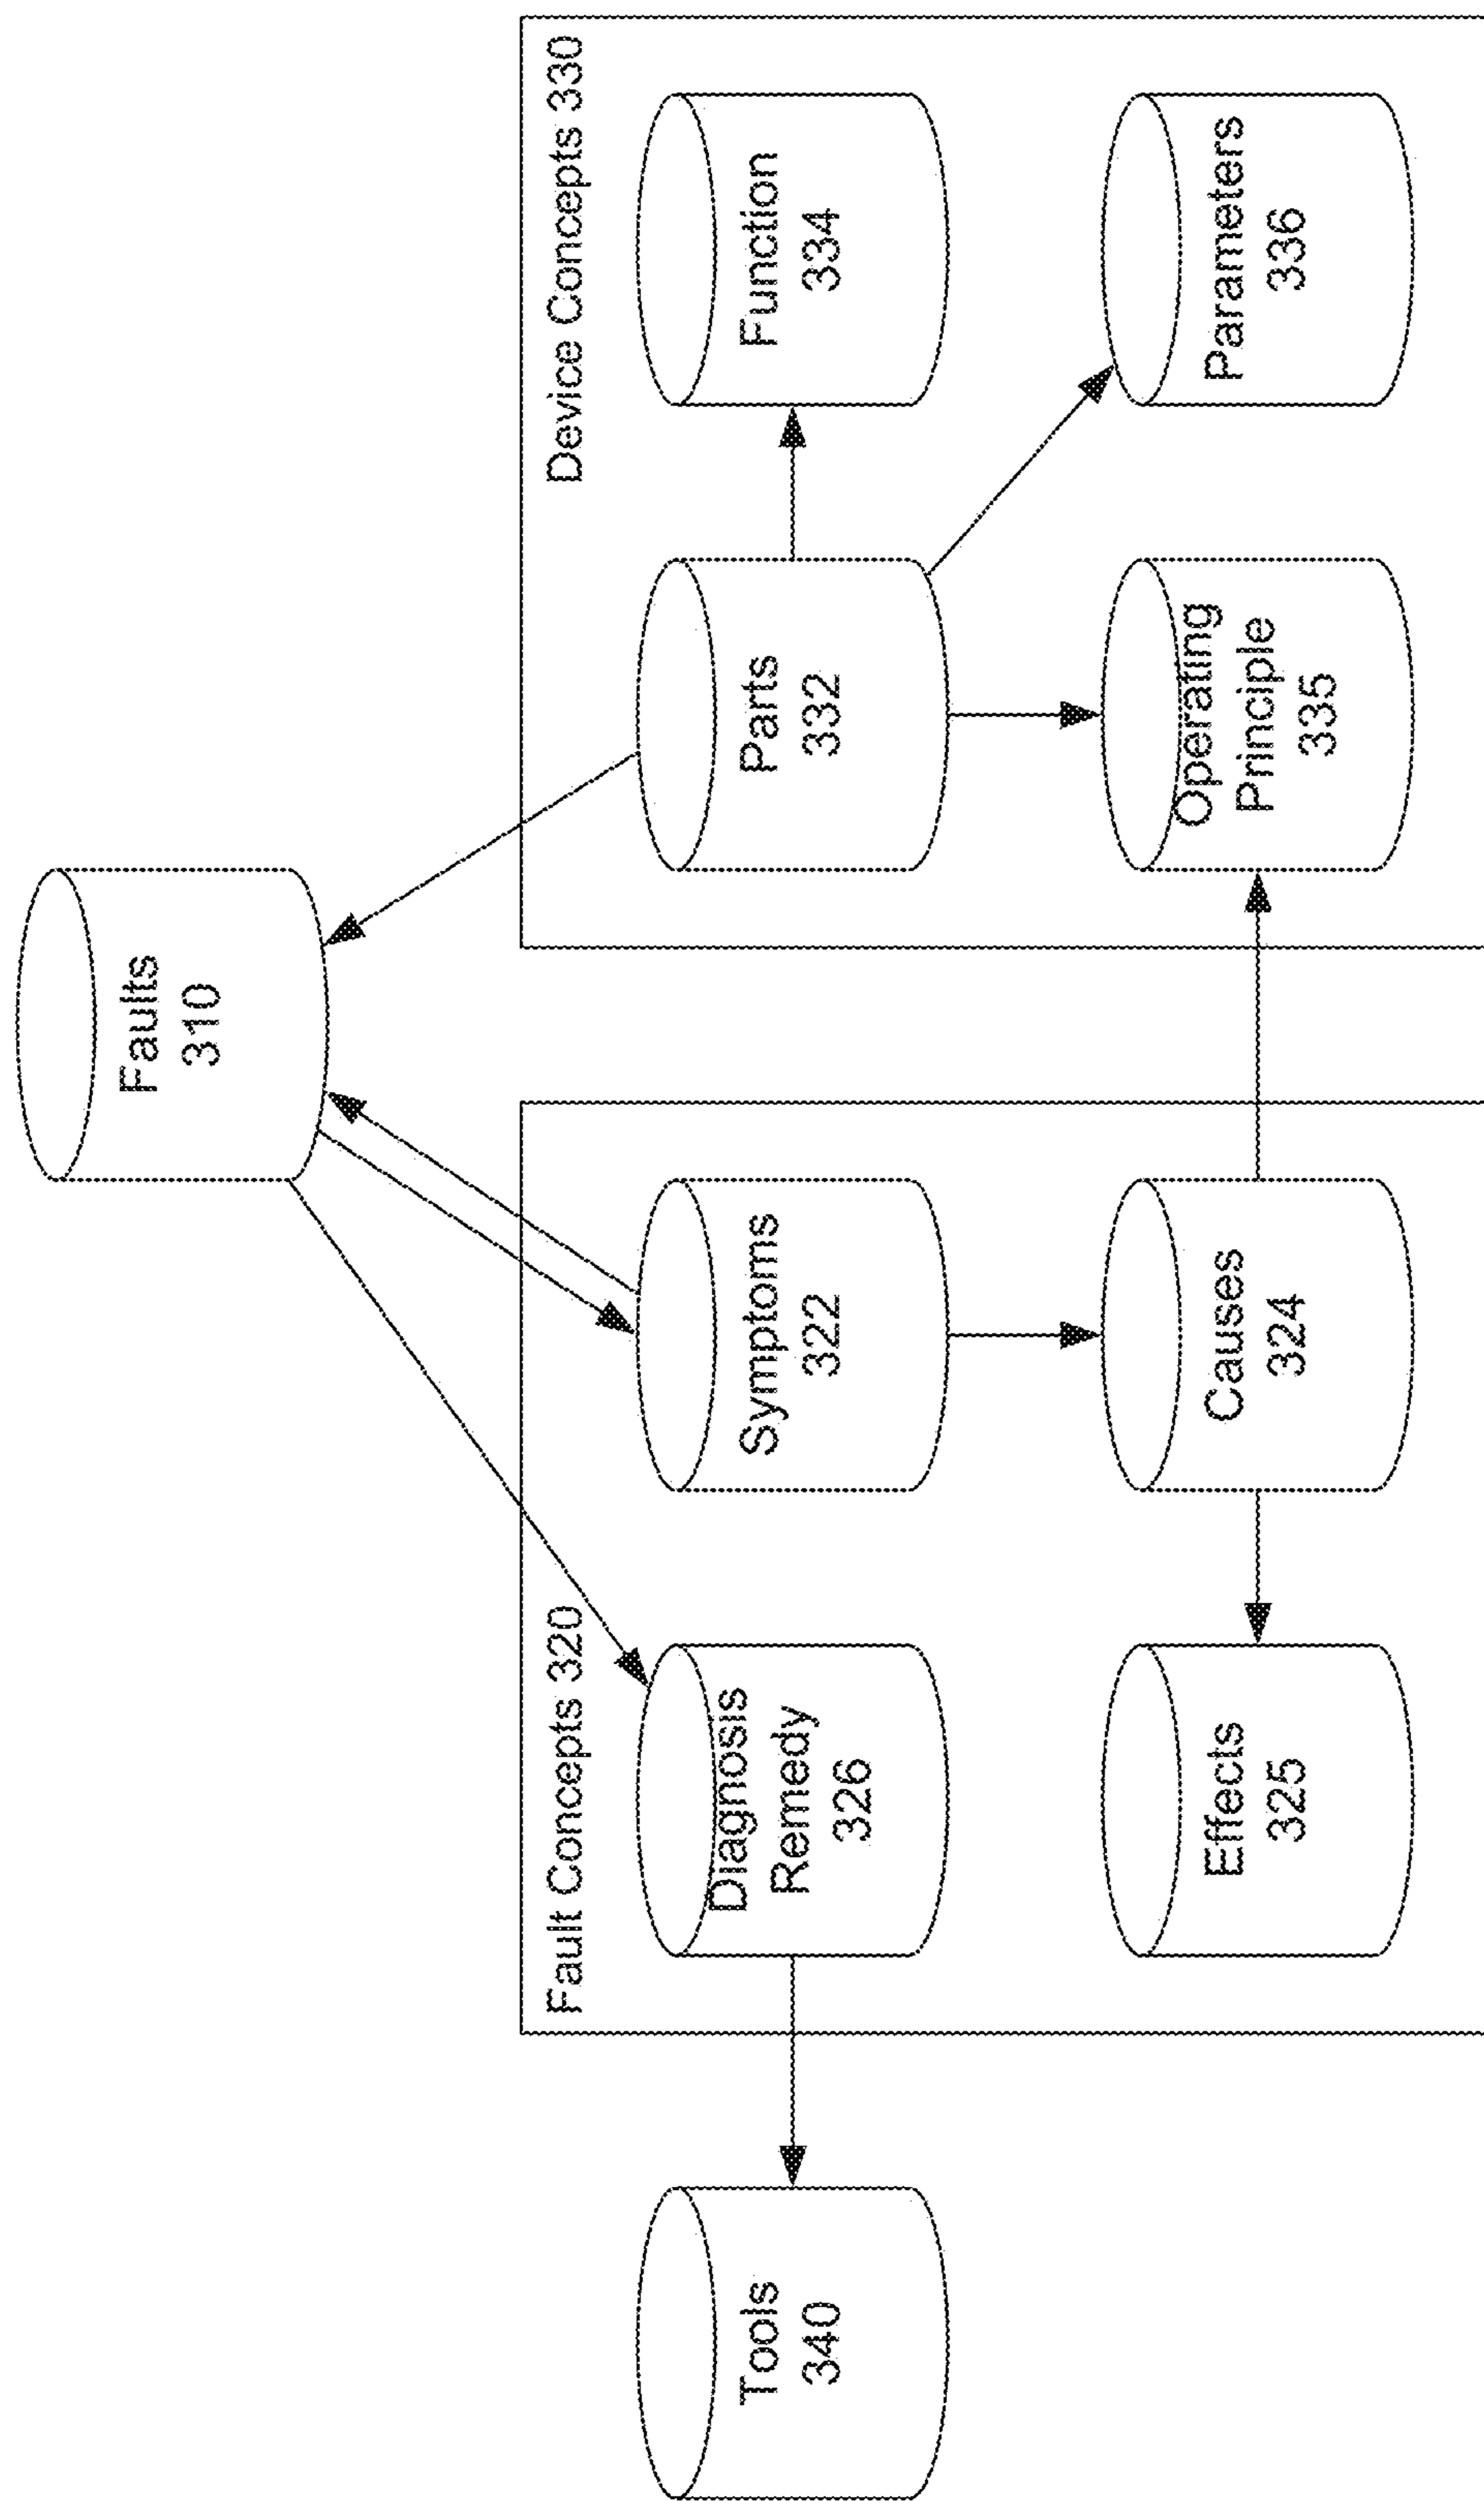 Faults
310
Fault Concepts 320
Device Concepts 330
Tools
340
Diagnosis
Remedy
326
Symptoms
322
Parts
332
Function
334
Effects
325
Causes
324
Operating
Principle
335
Parameters
336